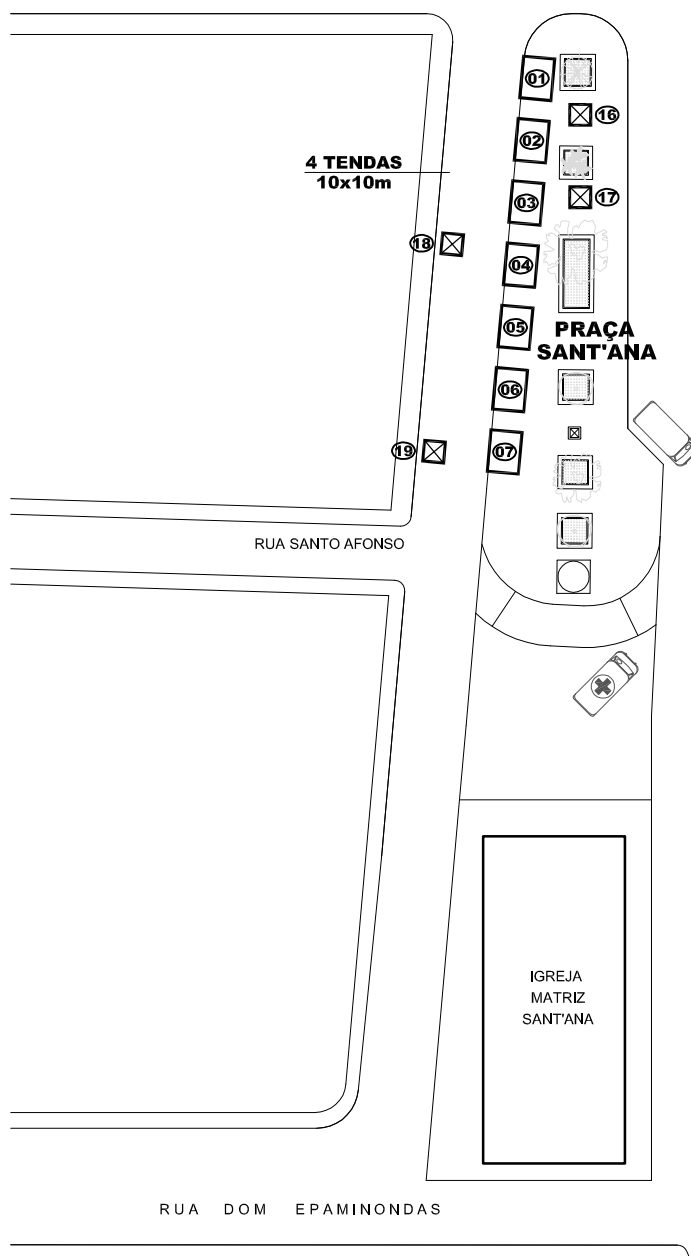 01
16
02
4 TENDAS
10x10m
03
17
18
04
05
PRAÇA
SANT'ANA
06
19
07
RUA SANTO AFONSO
IGREJA
MATRIZ
SANT'ANA
RUA DOM EPAMINONDAS